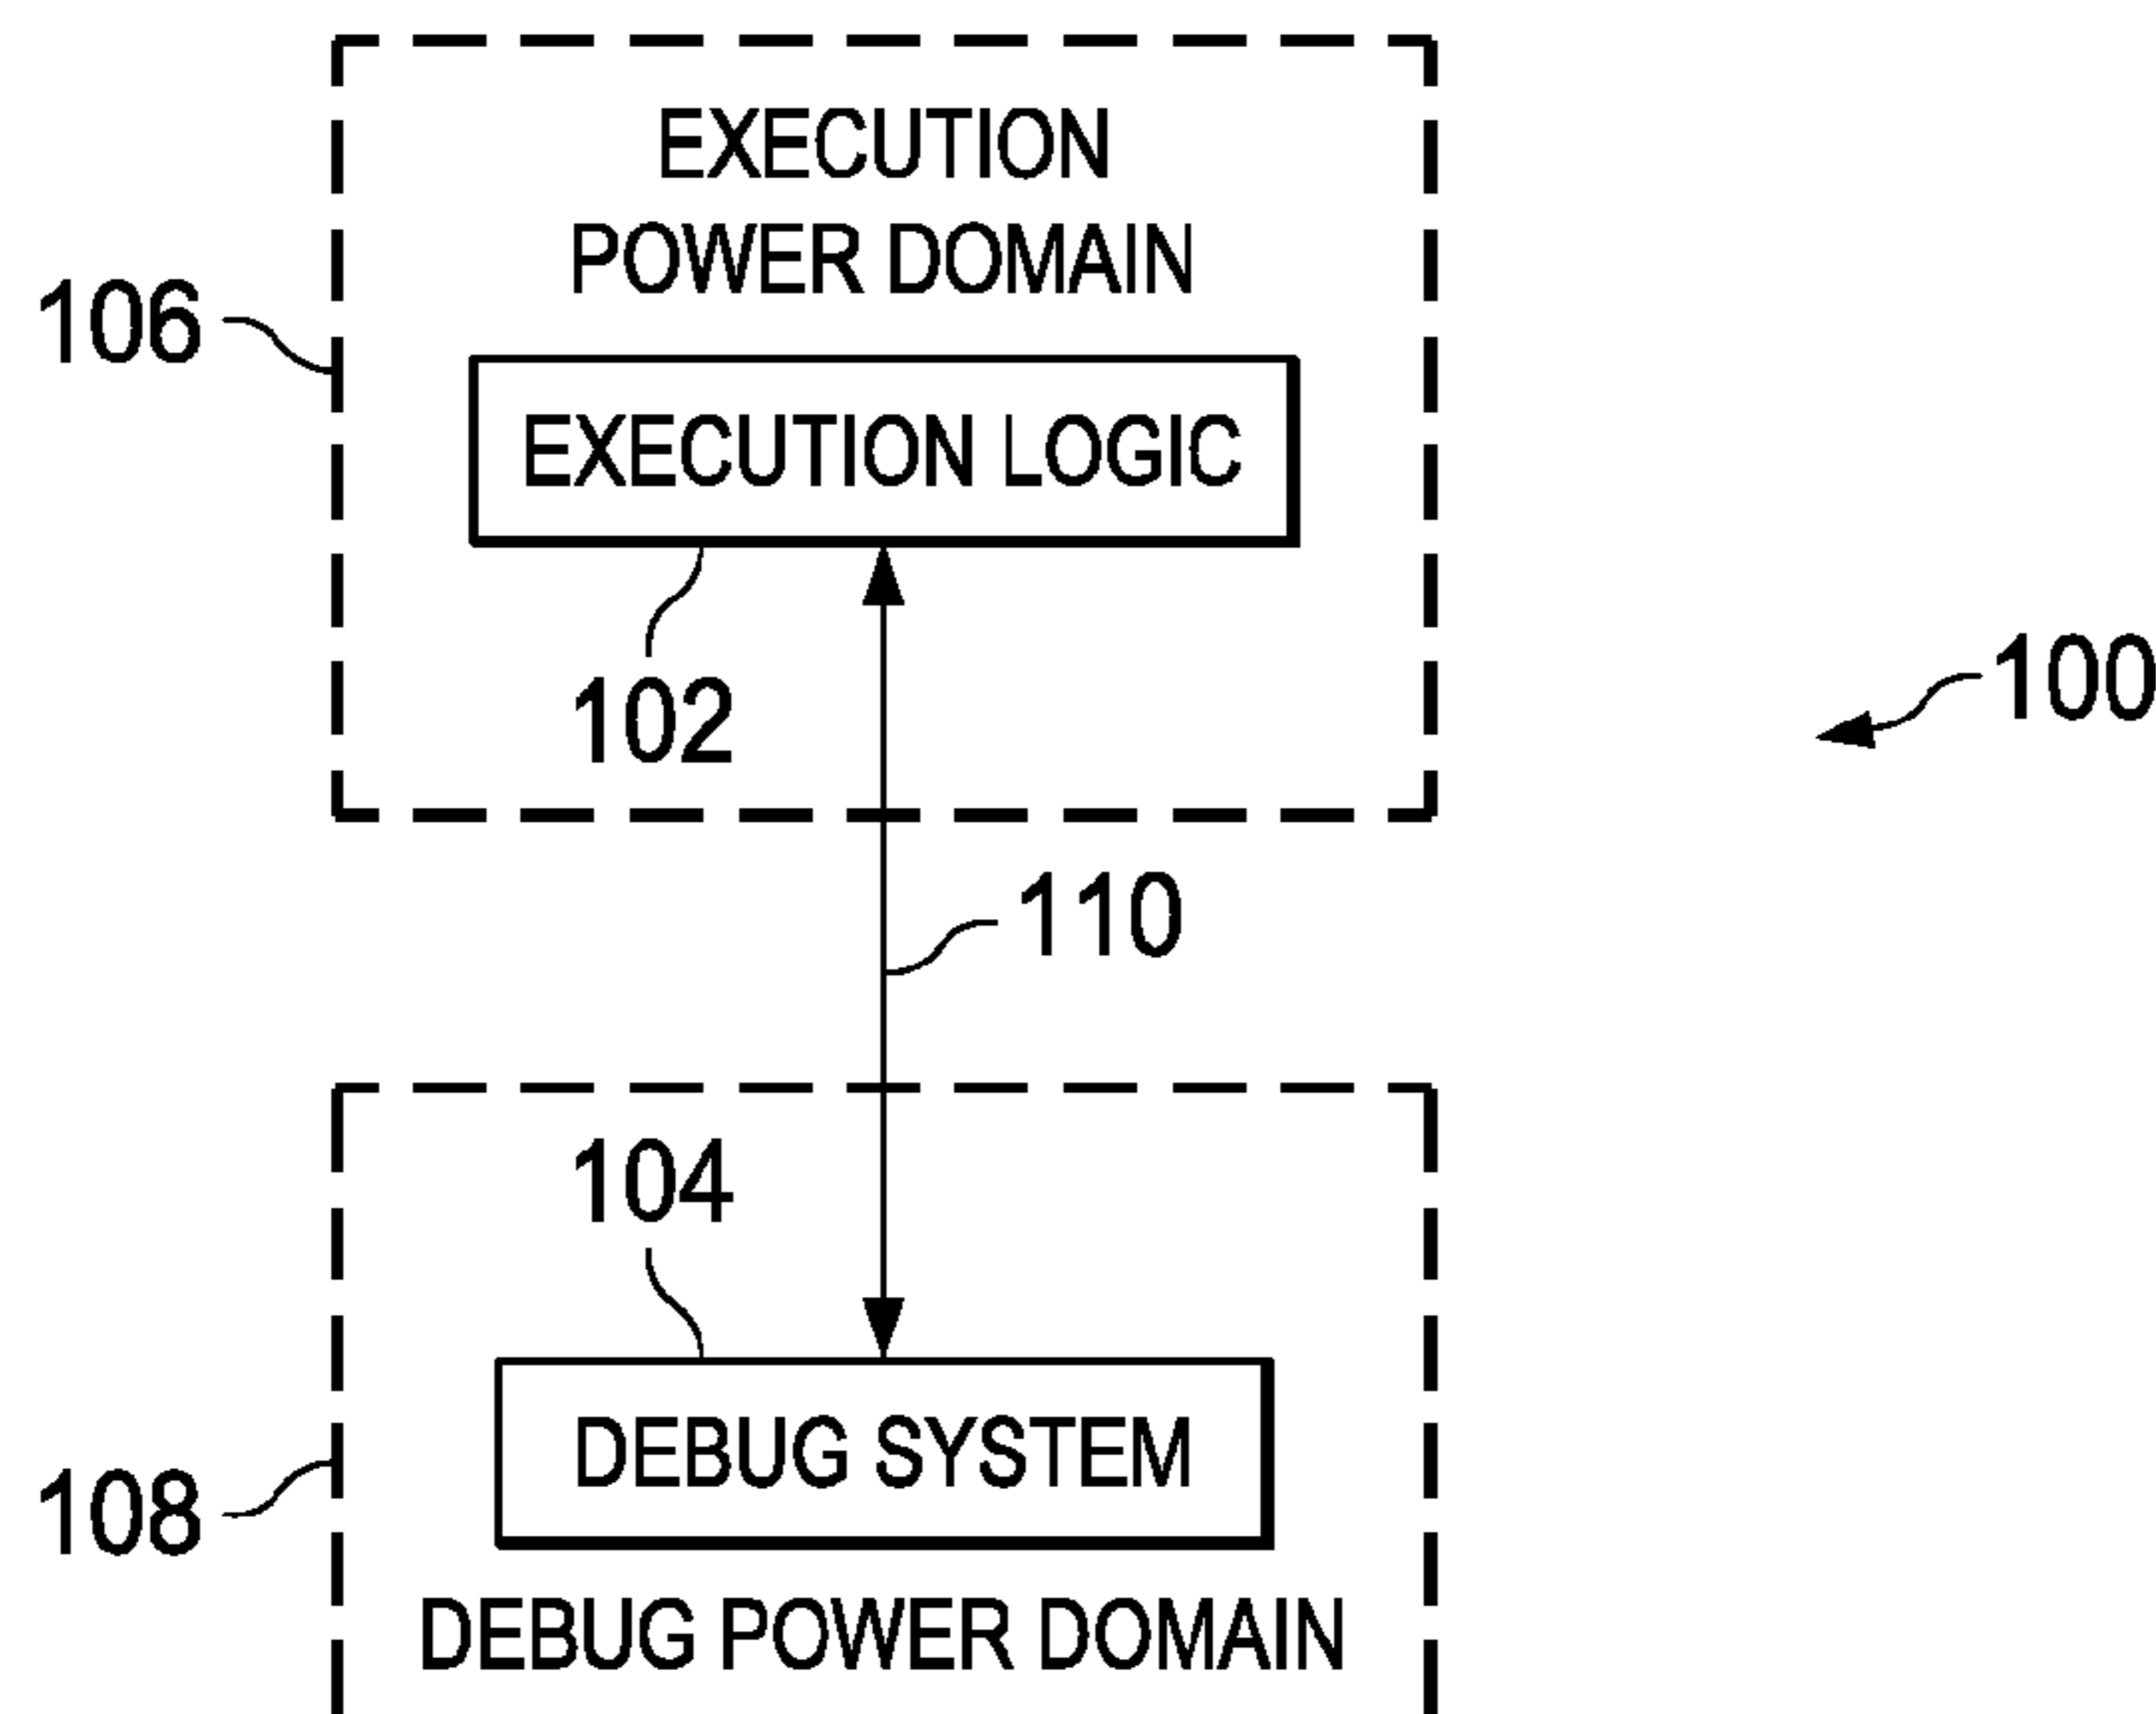 EXECUTION
POWER DOMAIN
106
EXECUTION LOGIC
102
100
110
104
DEBUG SYSTEM
108
DEBUG POWER DOMAIN